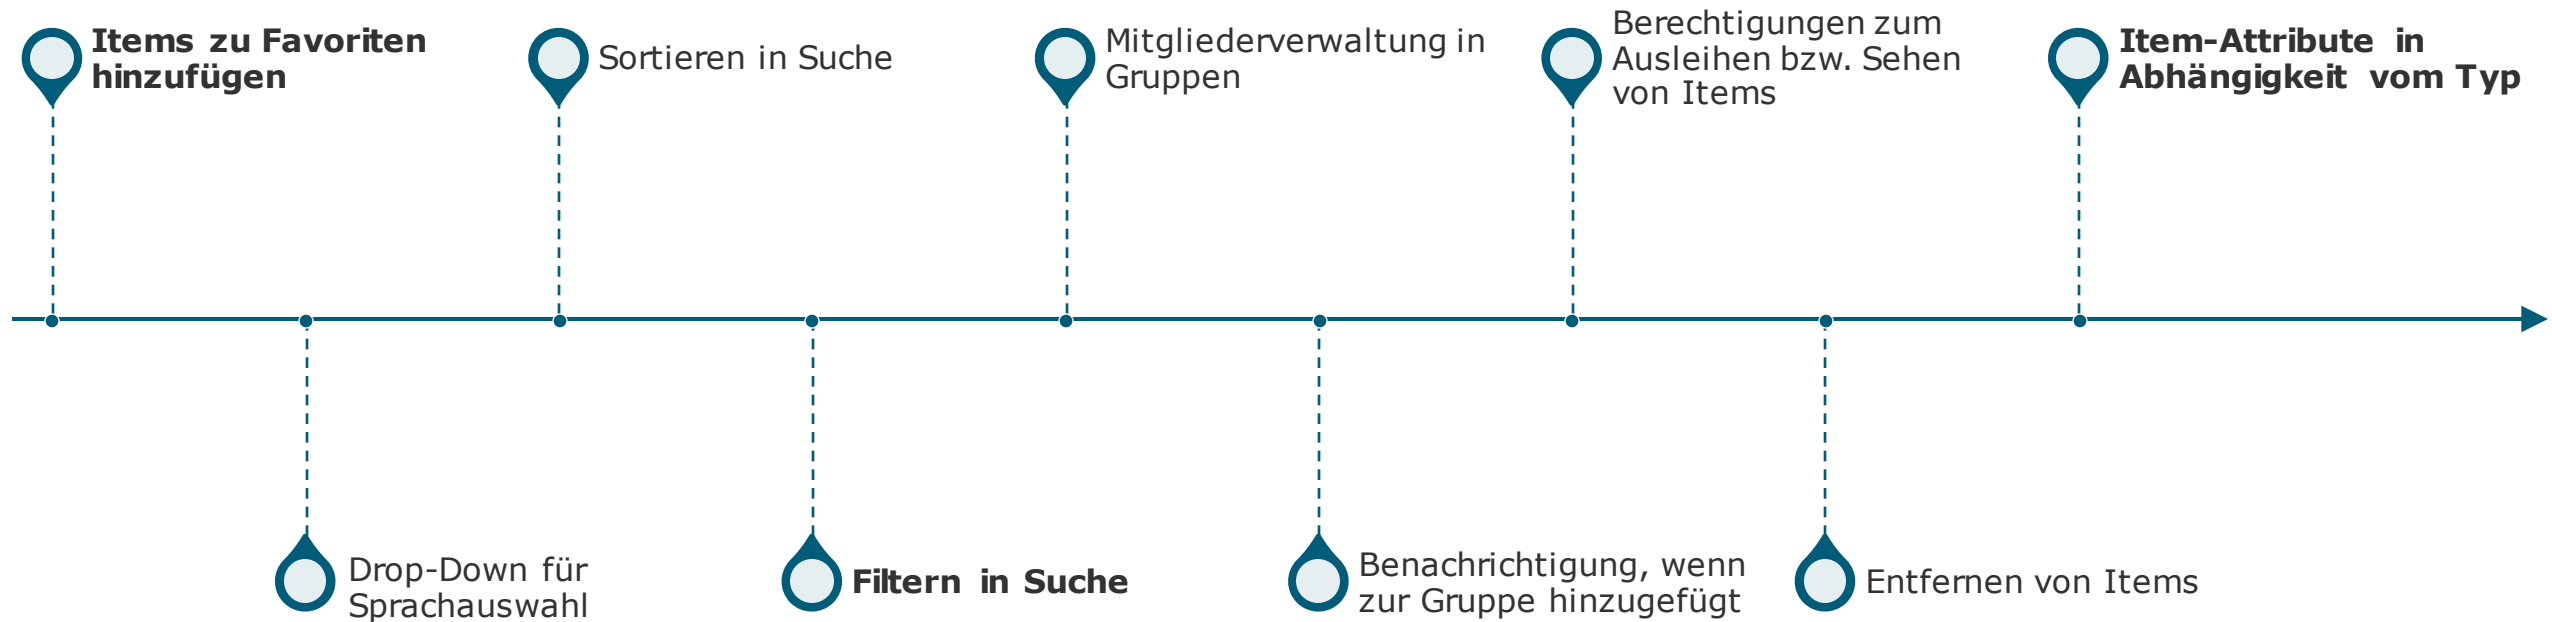 Items zu Favoriten
hinzufügen
Sortieren in Suche
Mitgliederverwaltung in
Gruppen
Berechtigungen zum
Ausleihen bzw. Sehen
von Items
Item-Attribute in
Abhängigkeit vom Typ
Drop-Down für
Sprachauswahl
Filtern in Suche
Benachrichtigung, wenn
zur Gruppe hinzugefügt
Entfernen von Items